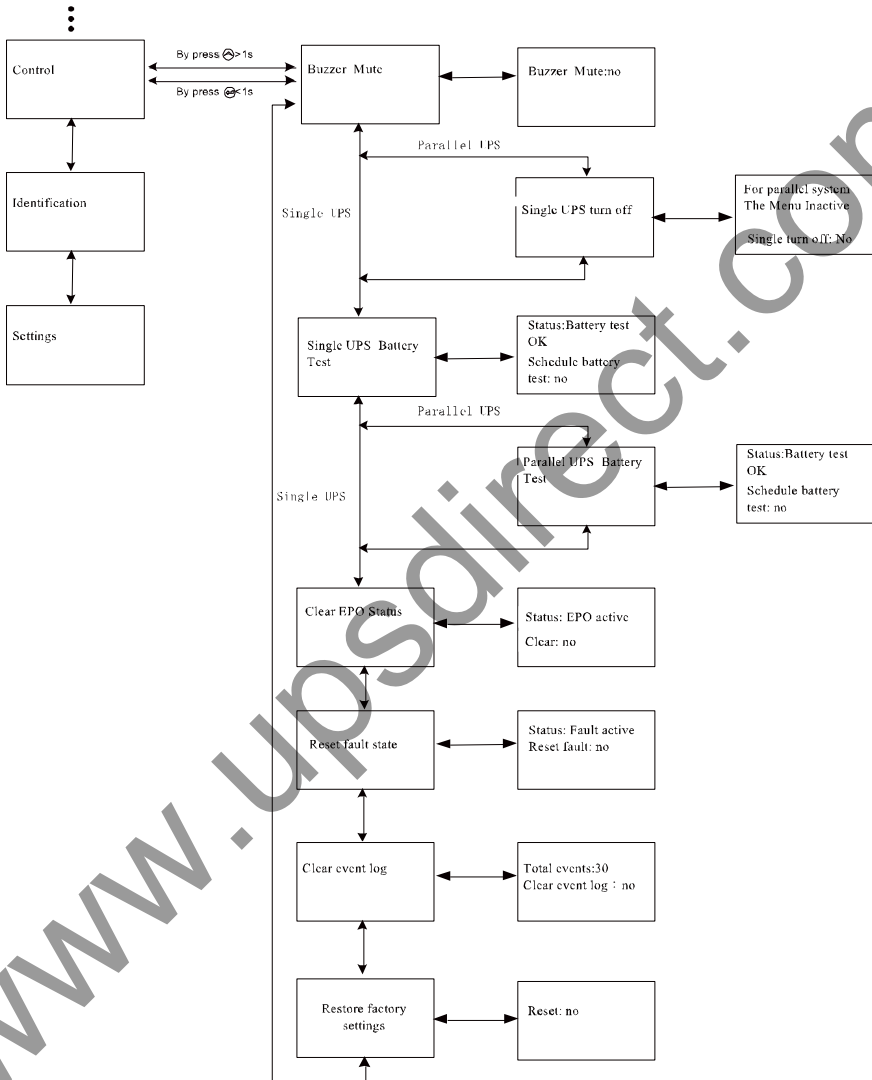 Control
By press >1s
By press <1s
Buzzer Mute
Buzzer Mute:no
Parallel UPS
Identification
Single UPS
Single UPS turn off
For parallel system
The Menu Inactive
Single turn off: No
Settings
Single UPS Battery
Test
Status:Battery test
OK
Schedule battery
test: no
Parallel UPS
Parallel UPS Battery
Test
Status:Battery test
OK
Schedule battery
test: no
Single UPS
Clear EPO Status
Status: EPO active
Clear: no
Reset fault state
Status: Fault active
Reset fault: no
Clear event log
Total events:30
Clear event log : no
Restore factory
settings
Reset: no
www.upsdirect.com